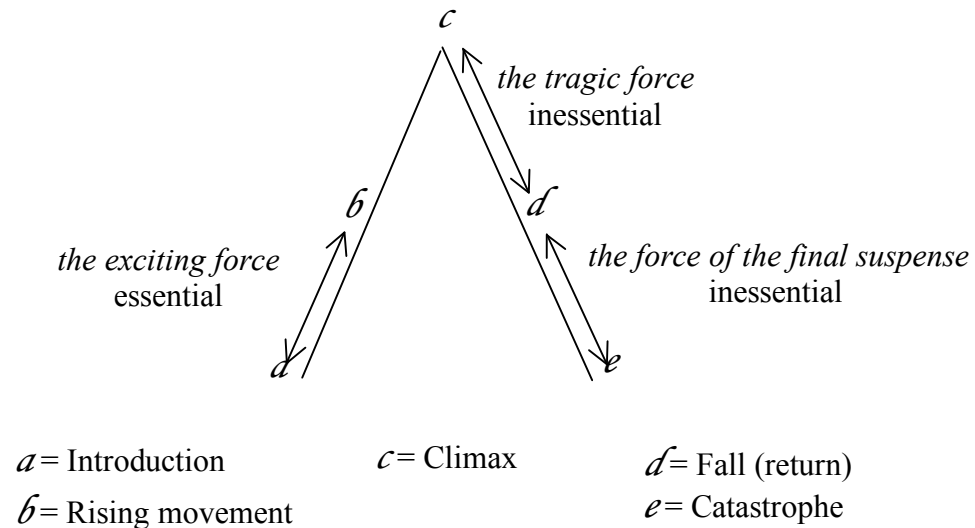 c
the tragic force
inessential
b
d
the exciting force
essential
the force of the final suspense
inessential
a
e
a= Introduction
c= Climax
d= Fall (return)
b= Rising movement
e= Catastrophe